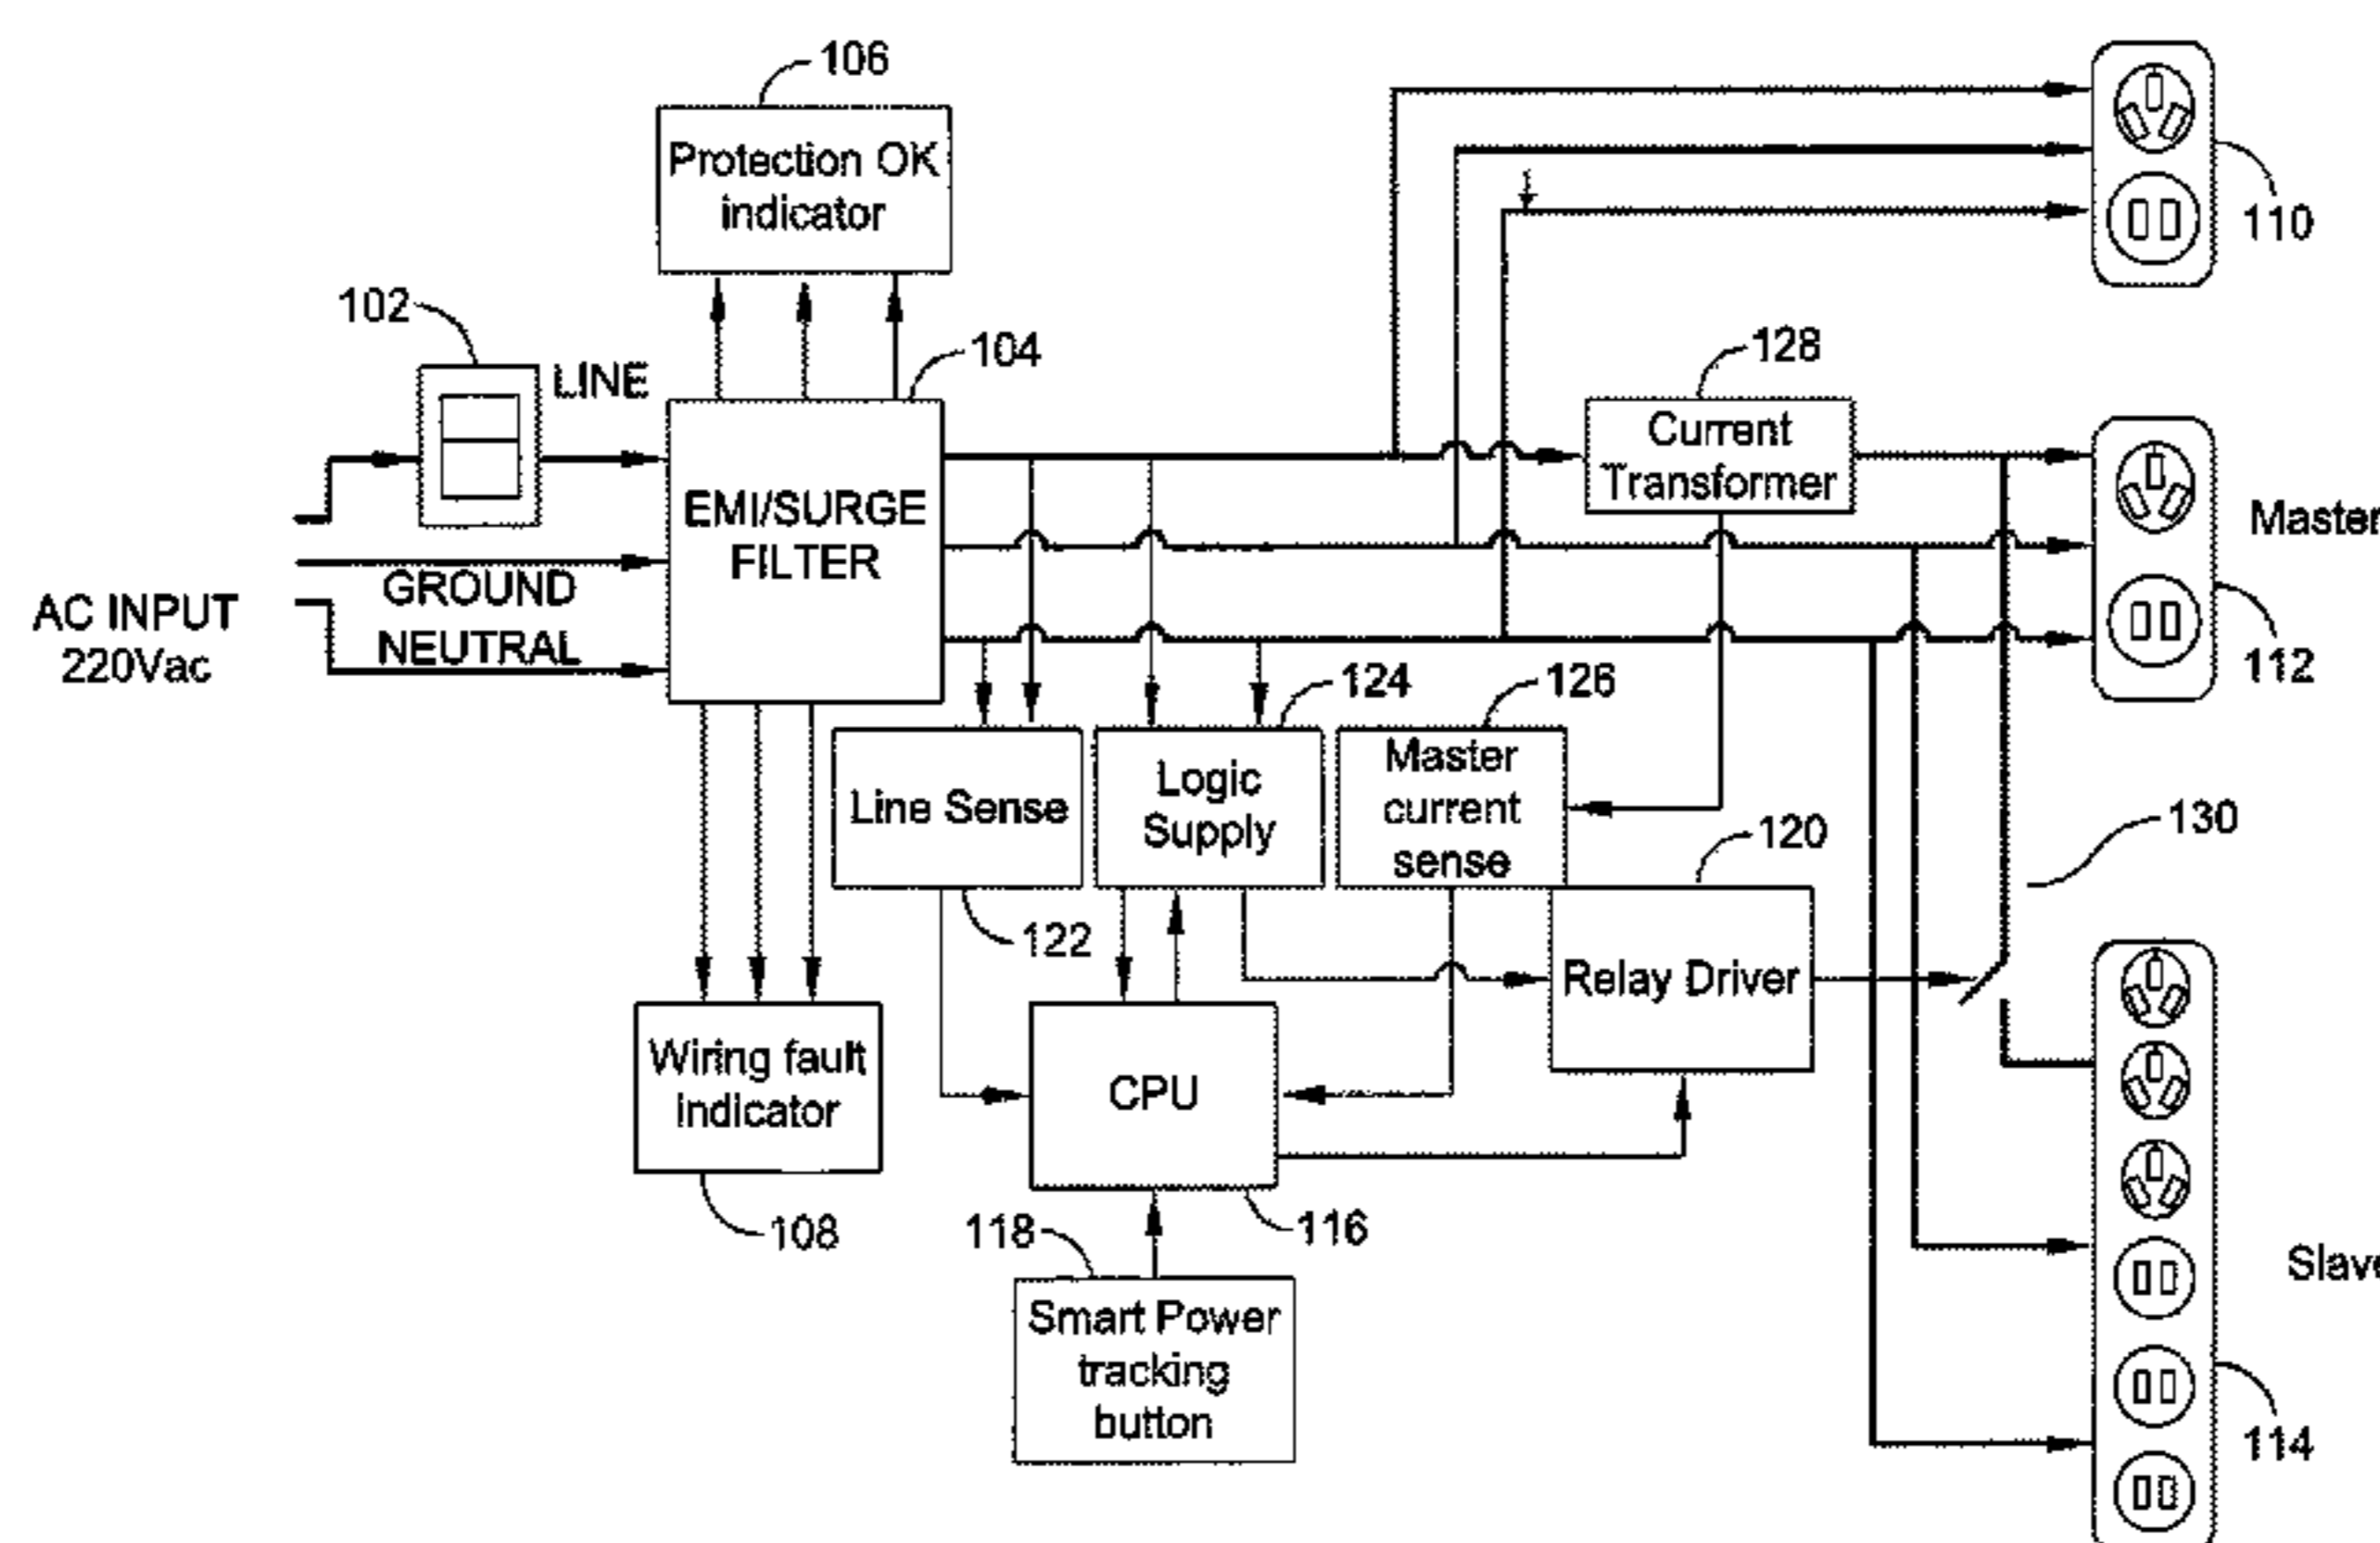 106
Protection OK
indicator
110
102
LINE
104
128
Current
Transformer
EMI/SURGE
FILTER
Master
GROUND
AC INPUT
NEUTRAL
220Vac
112
124
126
Line Sense
Logic
Supply
Master
current
sense
120
130
122
Relay Driver
Wiring fault
indicator
CPU
108
118
116
Slave
Smart Power
tracking
button
114